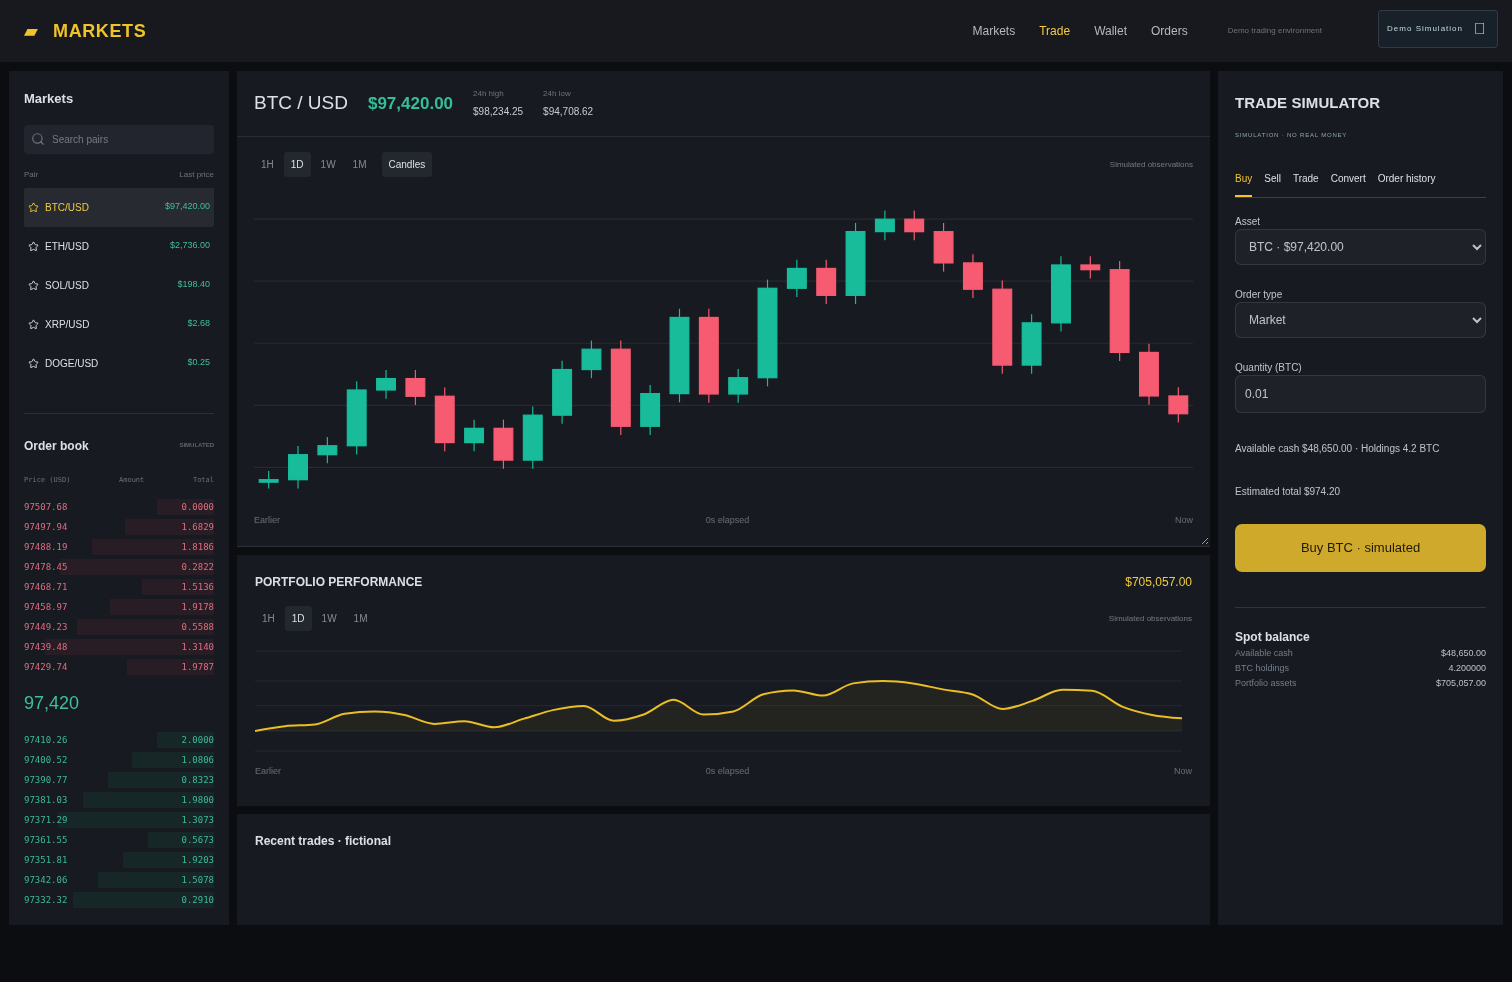 MARKETS
Markets Trade Wallet Orders Demo trading environment Demo Simulation
Markets
Search pairs
Pair Last price
BTC/USD $97,420.00
ETH/USD $2,736.00
SOL/USD $198.40
XRP/USD $2.68
DOGE/USD $0.25
Order book SIMULATED
Price (USD) Amount Total
97507.68 0.0000
97497.94 1.6829
97488.19 1.8186
97478.45 0.2822
97468.71 1.5136
97458.97 1.9178
97449.23 0.5588
97439.48 1.3140
97429.74 1.9787
97,420
97410.26 2.0000
97400.52 1.0806
97390.77 0.8323
97381.03 1.9800
97371.29 1.3073
97361.55 0.5673
97351.81 1.9203
97342.06 1.5078
97332.32 0.2910
BTC / USD $97,420.00
24h high 24h low
$98,234.25 $94,708.62
1H 1D 1W 1M Candles Simulated observations
Earlier 0s elapsed Now
PORTFOLIO PERFORMANCE $705,057.00
1H 1D 1W 1M Simulated observations
Earlier 0s elapsed Now
Recent trades · fictional
TRADE SIMULATOR
SIMULATION · NO REAL MONEY
Buy Sell Trade Convert Order history
Asset
BTC · $97,420.00
Order type
Market
Quantity (BTC)
0.01
Available cash $48,650.00 · Holdings 4.2 BTC
Estimated total $974.20
Buy BTC · simulated
Spot balance
Available cash $48,650.00
BTC holdings 4.200000
Portfolio assets $705,057.00